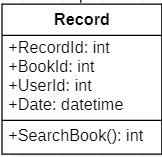 Record
+RecordId: int
+BookId: int
+UserId: int
+Date: datetime
+SearchBook(): int